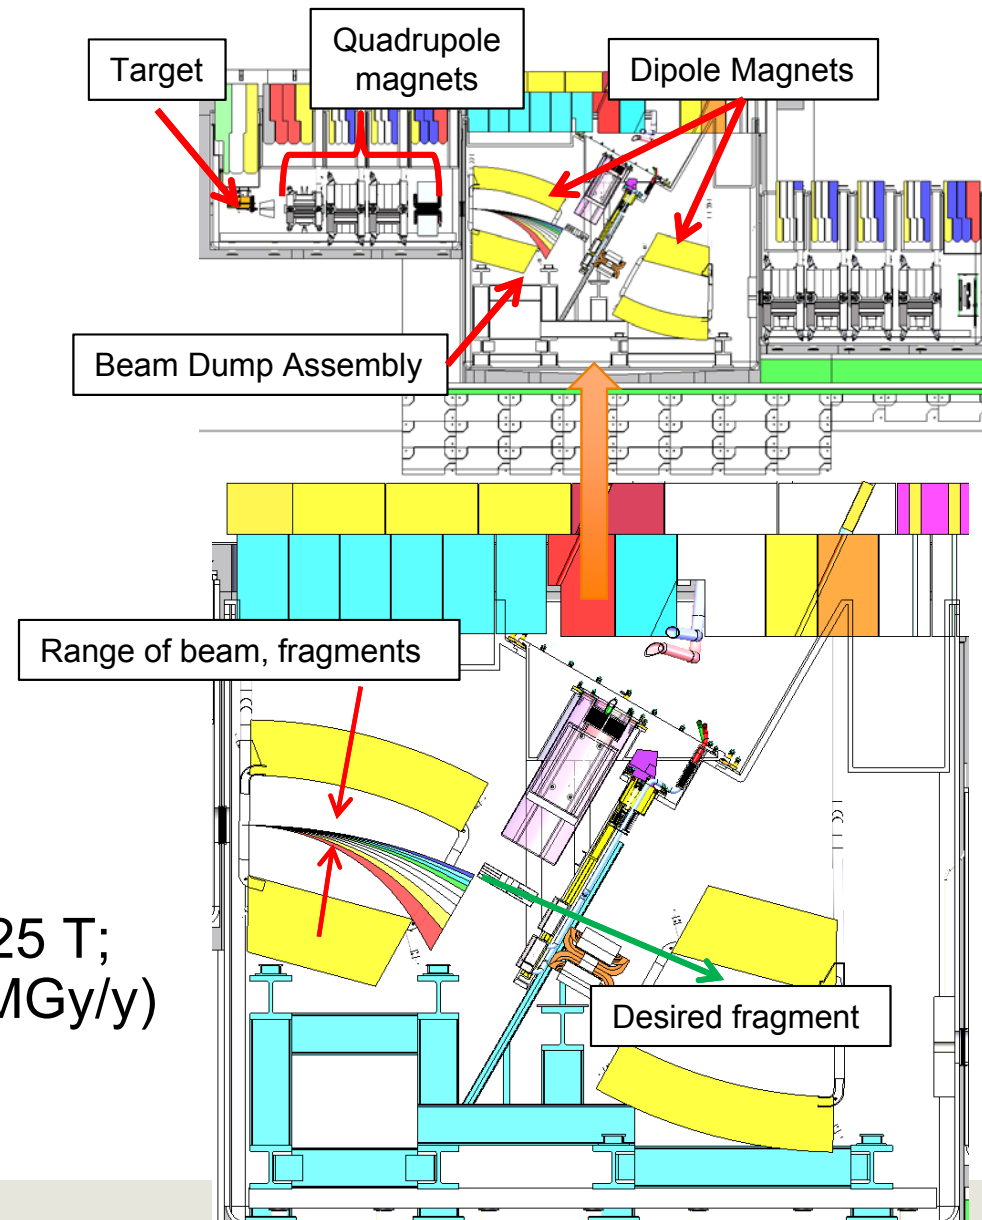 Target
Quadrupole
magnets
Dipole Magnets
Beam Dump Assembly
Range of beam, fragments
25 T;
MGy/y)
Desired fragment